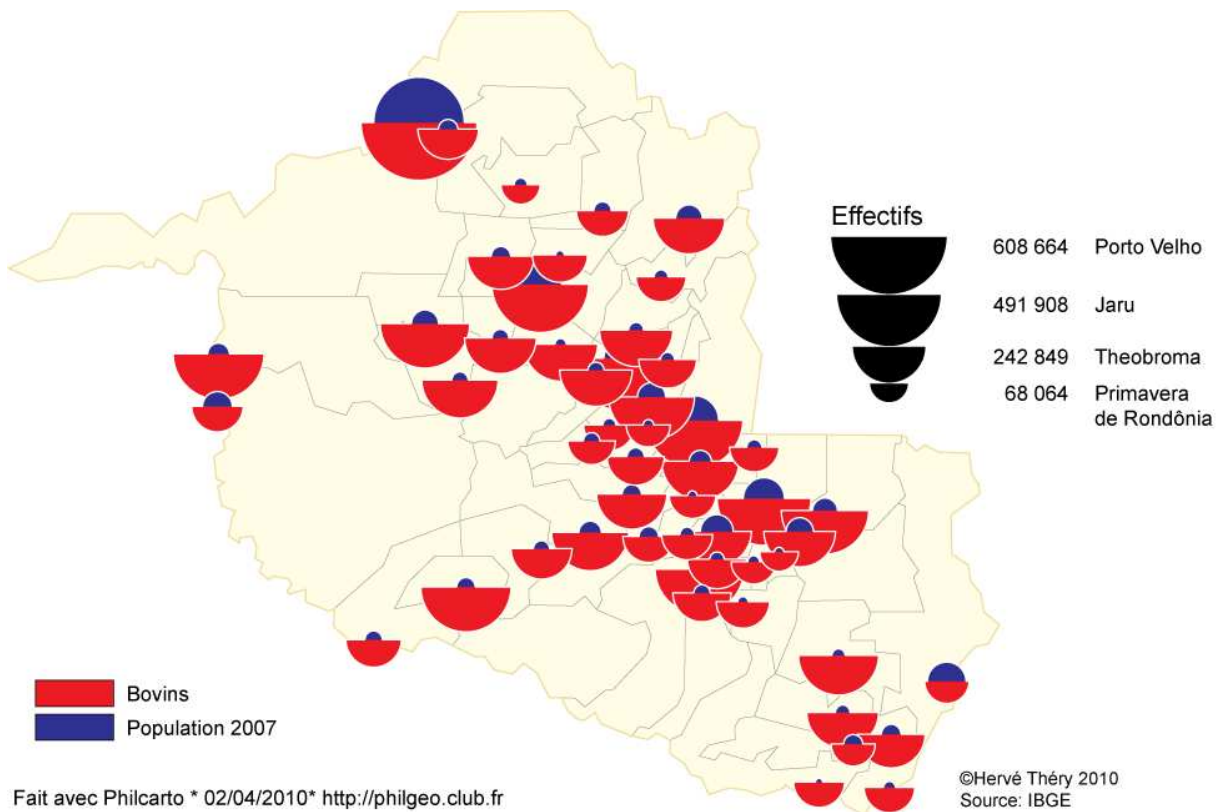 Effectifs
608 664 Porto Velho
491 908 Jaru
242 849 Theobroma
68 064 Primavera
de Rondônia
Bovins
Population 2007
©Hervé Théry 2010
Source: IBGE
Fait avec Philcarto * 02/04/2010* http://philgeo.club.fr